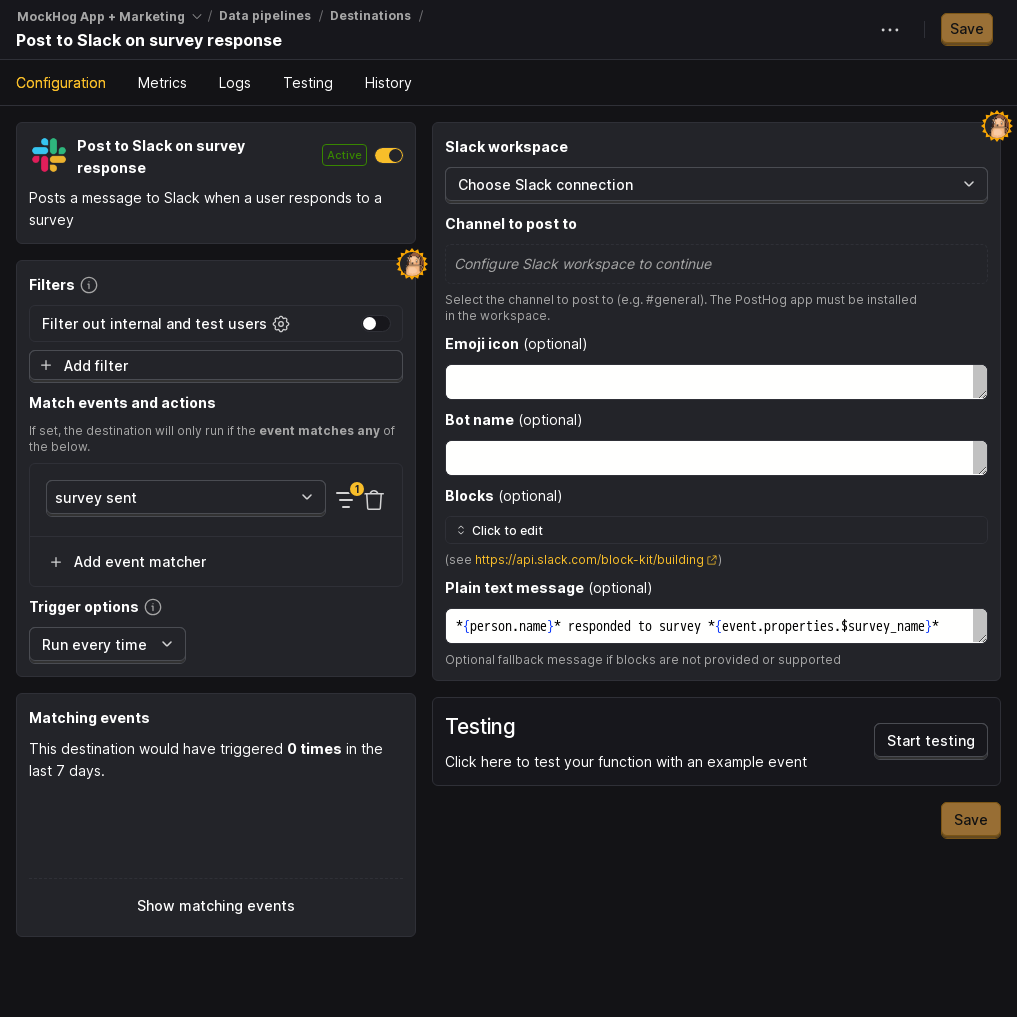 MockHog App + Marketing / Data pipelines / Destinations /
Post to Slack on survey response
Save
Configuration Metrics Logs Testing History
Post to Slack on survey
response
Active
Posts a message to Slack when a user responds to a
survey
Filters
Filter out internal and test users
Add filter
Match events and actions
If set, the destination will only run if the event matches any of
the below.
survey sent
1
Add event matcher
Trigger options
Run every time
Matching events
This destination would have triggered 0 times in the
last 7 days.
Show matching events
Slack workspace
Choose Slack connection
Channel to post to
Configure Slack workspace to continue
Select the channel to post to (e.g. #general). The PostHog app must be installed
in the workspace.
Emoji icon (optional)
Bot name (optional)
Blocks (optional)
Click to edit
(see https://api.slack.com/block-kit/building)
Plain text message (optional)
*{person.name}* responded to survey *{event.properties.$survey_name}*
Optional fallback message if blocks are not provided or supported
Testing
Click here to test your function with an example event
Start testing
Save